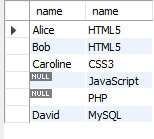 name name
Alice HTML5
Bob HTML5
Caroline CSS3
NULL JavaScript
NULL PHP
David MySQL